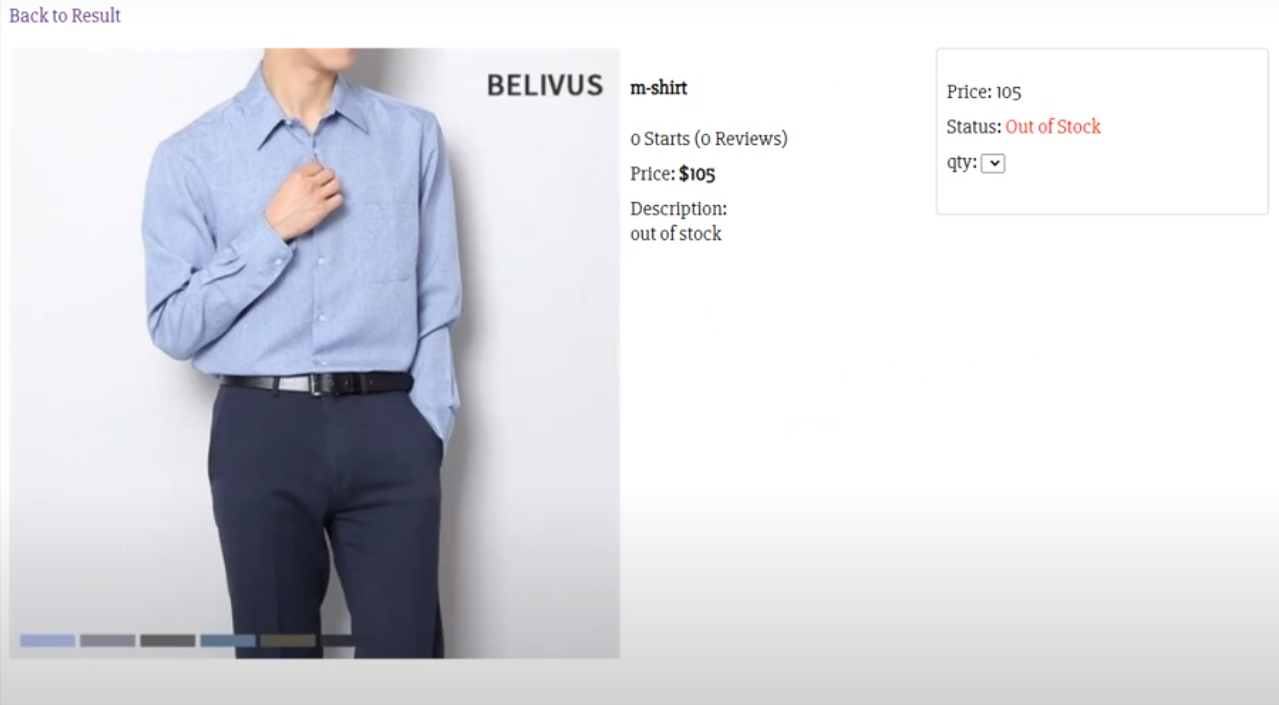 Back to Result
BELIVUS
m-shirt
0 Starts (0 Reviews)
Price: $105
Description:
out of stock
Price: 105
Status: Out of Stock
qty: